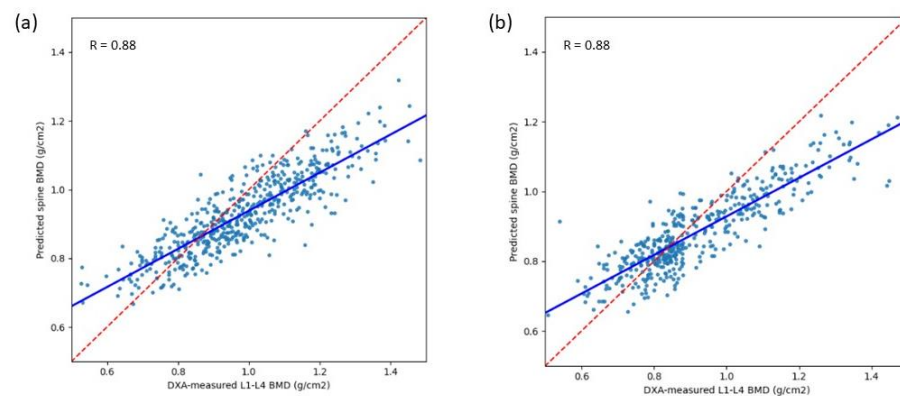 (a)
R = 0.88
1.4
1.2
1.0
0.8
0.6
Predicted spine BMD (g/cm2)
0.6 0.8 1.0 1.2 1.4
DXA-measured L1-L4 BMD (g/cm2)
(b)
R = 0.88
1.4
1.2
1.0
0.8
0.6
Predicted spine BMD (g/cm2)
0.6 0.8 1.0 1.2 1.4
DXA-measured L1-L4 BMD (g/cm2)